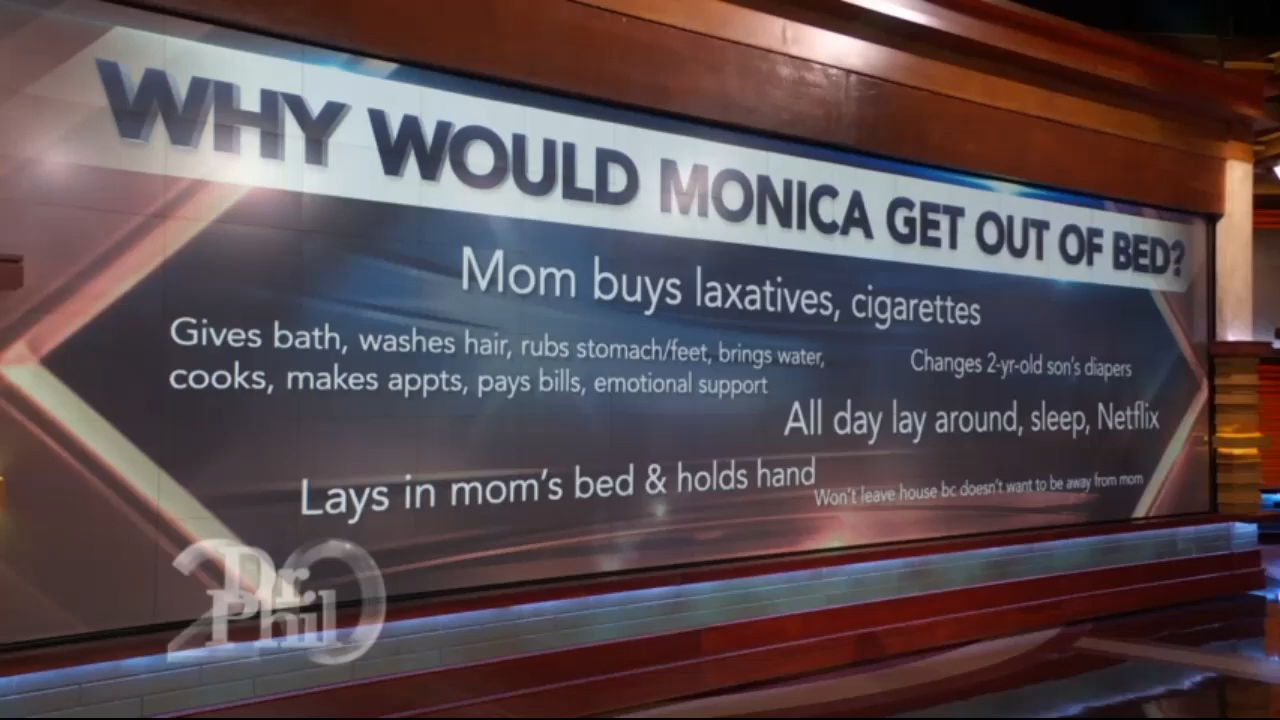 WHY WOULD MONICA GET OUT OF BED?
Mom buys laxatives, cigarettes
Gives bath, washes hair, rubs stomach/feet, brings water,
cooks, makes appts, pays bills, emotional support
Changes 2-yr-old son's diapers
All day lay around, sleep, Netflix
Lays in mom's bed & holds hand
Won't leave house bc doesn't want to be away from mom
20
Dr.
Phil